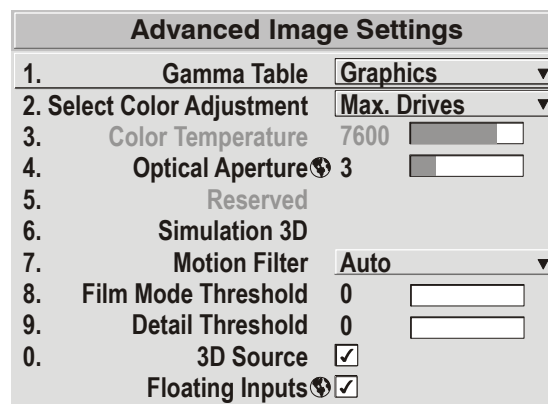 Advanced Image Settings
1. Gamma Table Graphics
2. Select Color Adjustment Max. Drives
3. Color Temperature 7600
4. Optical Aperture 3
5. Reserved
6. Simulation 3D
7. Motion Filter Auto
8. Film Mode Threshold 0
9. Detail Threshold 0
0. 3D Source
Floating Inputs